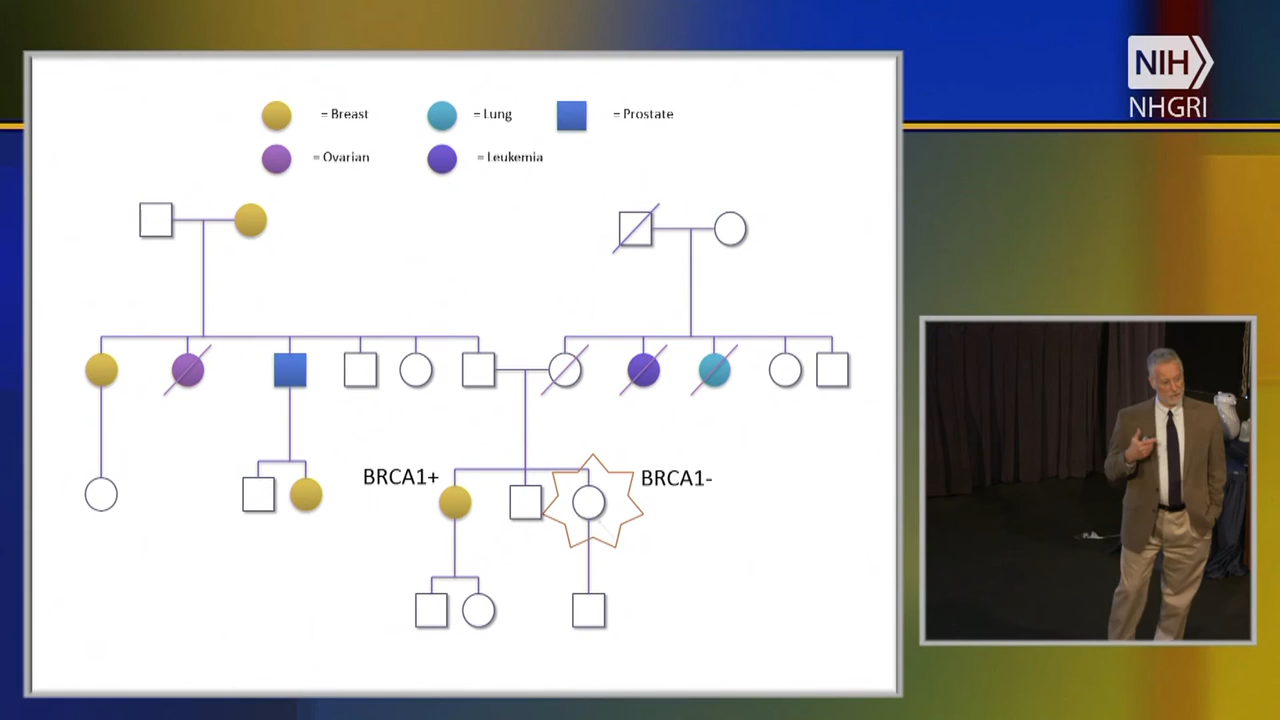 NIH
NHGRI
= Breast
= Lung
= Prostate
= Ovarian
= Leukemia
BRCA1+
BRCA1-